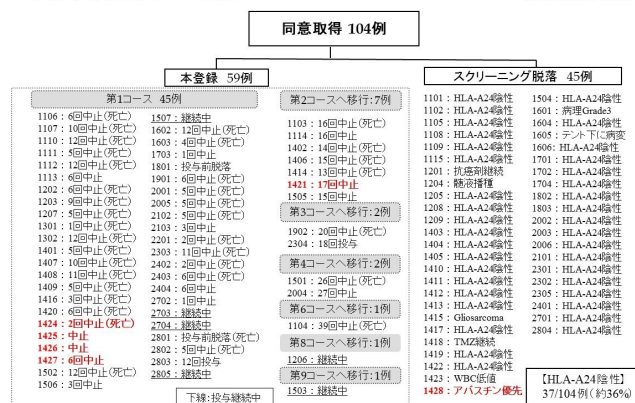 同意取得 104例
本登録 59例
第1コース 45例
1106：6回中止(死亡)
1107：10回中止(死亡)
1110：12回中止(死亡)
1111：5回中止(死亡)
1112：12回中止(死亡)
1113：6回中止
1202：6回中止(死亡)
1203：9回中止(死亡)
1207：5回中止(死亡)
1301：1回中止(死亡)
1302：12回中止(死亡)
1401：5回中止(死亡)
1407：10回中止(死亡)
1408：11回中止(死亡)
1409：5回中止(死亡)
1416：3回中止(死亡)
1420：6回中止(死亡)
1424：2回中止(死亡)
1425：中止
1426：中止
1427：6回中止
1502：12回中止(死亡)
1506：3回中止
1507：継続中
1602：12回中止(死亡)
1603：4回中止(死亡)
1703：1回中止
1801：投与前脱落
1901：6回中止(死亡)
2001：5回中止(死亡)
2005：5回中止(死亡)
2102：5回中止(死亡)
2103：3回中止
2201：2回中止(死亡)
2303：11回中止(死亡)
2402：2回中止(死亡)
2403：6回中止(死亡)
2404：6回中止
2702：1回中止
2703：継続中
2704：継続中
2801：投与前脱落(死亡)
2802：5回中止(死亡)
2803：12回投与
2805：継続中
下線:投与継続中
第2コースへ移行:7例
1103：16回中止(死亡)
1114：16回中止
1402：14回中止(死亡)
1406：15回中止(死亡)
1414：13回中止(死亡)
1421：17回中止
1505：15回中止
第3コースへ移行:2例
1902：20回中止(死亡)
2304：18回投与
第4コースへ移行:2例
1501：26回中止(死亡)
2004：27回中止
第6コースへ移行:1例
1104：39回中止(死亡)
第8コースへ移行:1例
1206：継続中
第9コースへ移行:1例
1503：継続中
スクリーニング脱落 45例
1101：HLA-A24陰性
1102：HLA-A24陰性
1105：HLA-A24陰性
1108：HLA-A24陰性
1109：HLA-A24陰性
1115：HLA-A24陰性
1201：抗癌剤継続
1204：髄液播種
1205：HLA-A24陰性
1208：HLA-A24陰性
1209：HLA-A24陰性
1403：HLA-A24陰性
1404：HLA-A24陰性
1405：HLA-A24陰性
1410：HLA-A24陰性
1411：HLA-A24陰性
1412：HLA-A24陰性
1413：HLA-A24陰性
1415：Gliosarcoma
1417：HLA-A24陰性
1418：TMZ継続
1419：HLA-A24陰性
1422：HLA-A24陰性
1423：WBC低値
1428：アバスチン優先
1504：HLA-A24陰性
1601：病理Grade3
1604：HLA-A24陰性
1605：テント下に病変
1606：HLA-A24陰性
1701：HLA-A24陰性
1702：HLA-A24陰性
1704：HLA-A24陰性
1802：HLA-A24陰性
1803：HLA-A24陰性
2002：HLA-A24陰性
2003：HLA-A24陰性
2006：HLA-A24陰性
2101：HLA-A24陰性
2301：HLA-A24陰性
2302：HLA-A24陰性
2305：HLA-A24陰性
2401：HLA-A24陰性
2701：HLA-A24陰性
2804：HLA-A24陰性
【HLA-A24陰性】
37/104例(約36%)